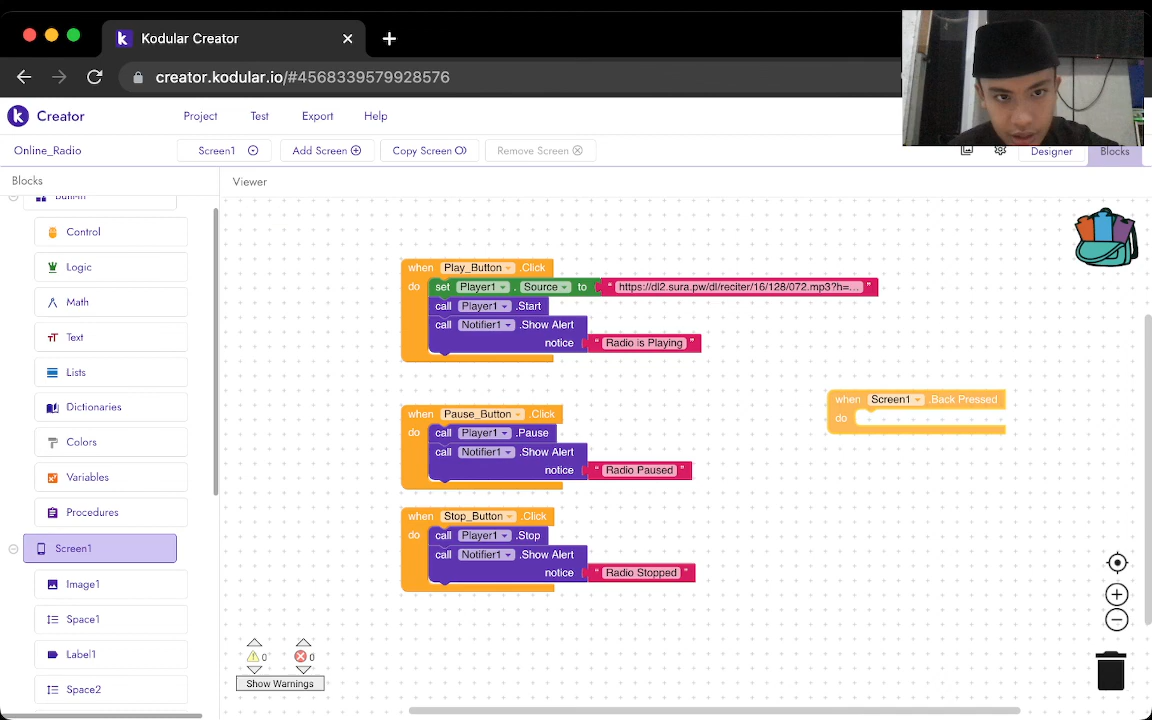 Kodular Creator
creator.kodular.io/#4568339579928576
Creator
Project
Test
Export
Help
Online_Radio
Screen1
Add Screen
Copy Screen
Remove Screen
Designer
Blocks
Blocks
Viewer
Built-in
Control
Logic
Math
Text
Lists
Dictionaries
Colors
Variables
Procedures
Screen1
Image1
Space1
Label1
Space2
when Play_Button .Click
do set Player1 . Source to " https://dl2.sura.pw/dl/reciter/16/128/072.mp3?h=... "
call Player1 .Start
call Notifier1 .Show Alert
notice " Radio is Playing "
when Pause_Button .Click
do call Player1 .Pause
call Notifier1 .Show Alert
notice " Radio Paused "
when Stop_Button .Click
do call Player1 .Stop
call Notifier1 .Show Alert
notice " Radio Stopped "
when Screen1 .Back Pressed
do
0 0
Show Warnings